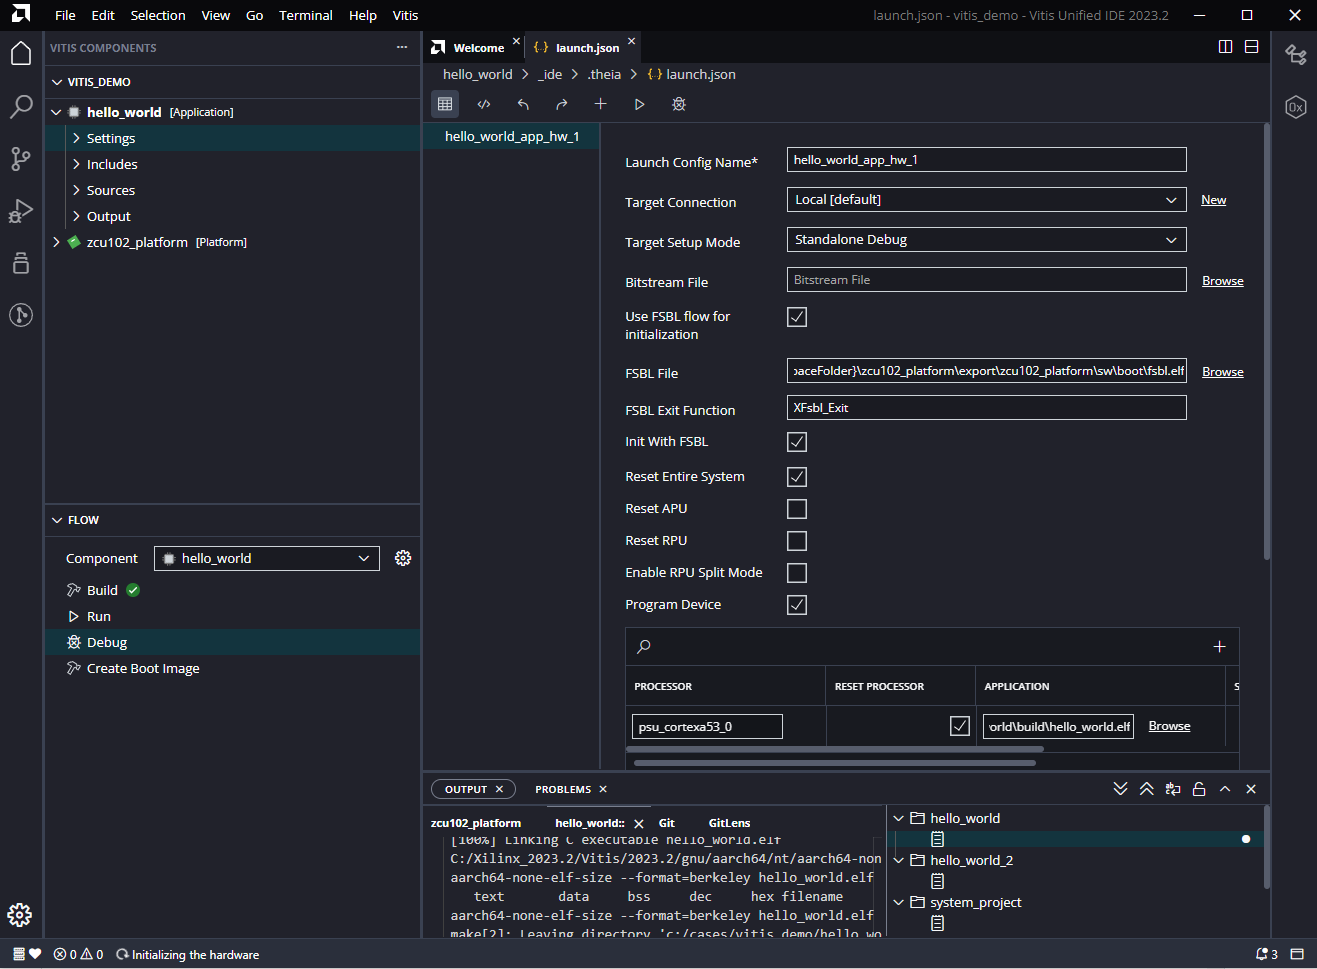 File Edit Selection View Go Terminal Help Vitis
launch.json - vitis_demo - Vitis Unified IDE 2023.2
VITIS COMPONENTS
VITIS_DEMO
hello_world [Application]
Settings
Includes
Sources
Output
zcu102_platform [Platform]
FLOW
Component hello_world
Build
Run
Debug
Create Boot Image
Welcome launch.json
hello_world > _ide > .theia > {} launch.json
hello_world_app_hw_1
Launch Config Name* hello_world_app_hw_1
Target Connection Local [default] New
Target Setup Mode Standalone Debug
Bitstream File Bitstream File Browse
Use FSBL flow for
initialization
FSBL File paceFolder}\zcu102_platform\export\zcu102_platform\sw\boot\fsbl.elf Browse
FSBL Exit Function XFsbl_Exit
Init With FSBL
Reset Entire System
Reset APU
Reset RPU
Enable RPU Split Mode
Program Device
PROCESSOR RESET PROCESSOR APPLICATION S
psu_cortexa53_0 orld\build\hello_world.elf Browse
OUTPUT PROBLEMS
zcu102_platform hello_world:: Git GitLens
[100%] Linking C executable hello_world.elf
C:/Xilinx_2023.2/Vitis/2023.2/gnu/aarch64/nt/aarch64-non
aarch64-none-elf-size --format=berkeley hello_world.elf
text data bss dec hex filename
aarch64-none-elf-size --format=berkeley hello_world.elf
make[2]: Leaving directory 'c:/cases/vitis_demo/hello_wo
hello_world
hello_world_2
system_project
0 0 Initializing the hardware
3